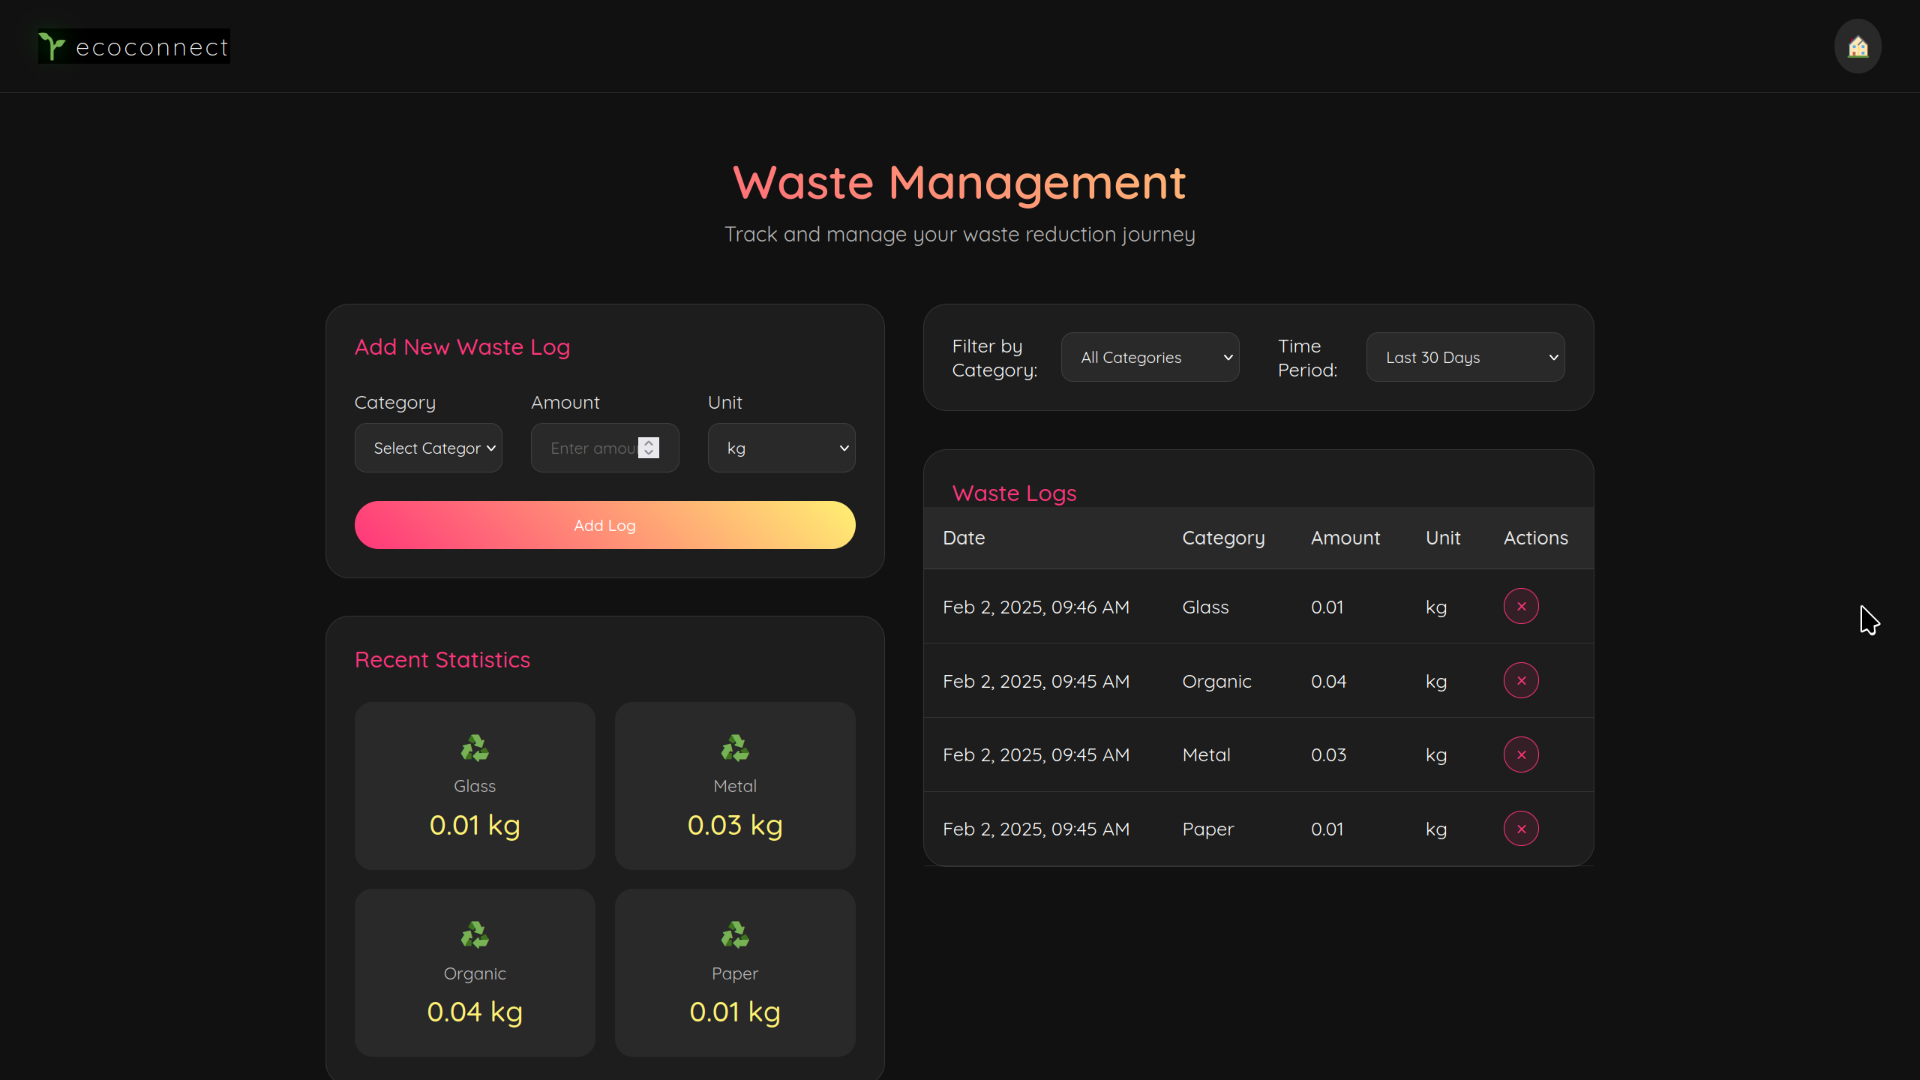 ecoconnect
Waste Management
Track and manage your waste reduction journey
Add New Waste Log
Category Amount Unit
Select Categor Enter amou kg
Add Log
Recent Statistics
Glass
0.01 kg
Metal
0.03 kg
Organic
0.04 kg
Paper
0.01 kg
Filter by
Category:
All Categories
Time
Period:
Last 30 Days
Waste Logs
Date Category Amount Unit Actions
Feb 2, 2025, 09:46 AM Glass 0.01 kg ×
Feb 2, 2025, 09:45 AM Organic 0.04 kg ×
Feb 2, 2025, 09:45 AM Metal 0.03 kg ×
Feb 2, 2025, 09:45 AM Paper 0.01 kg ×